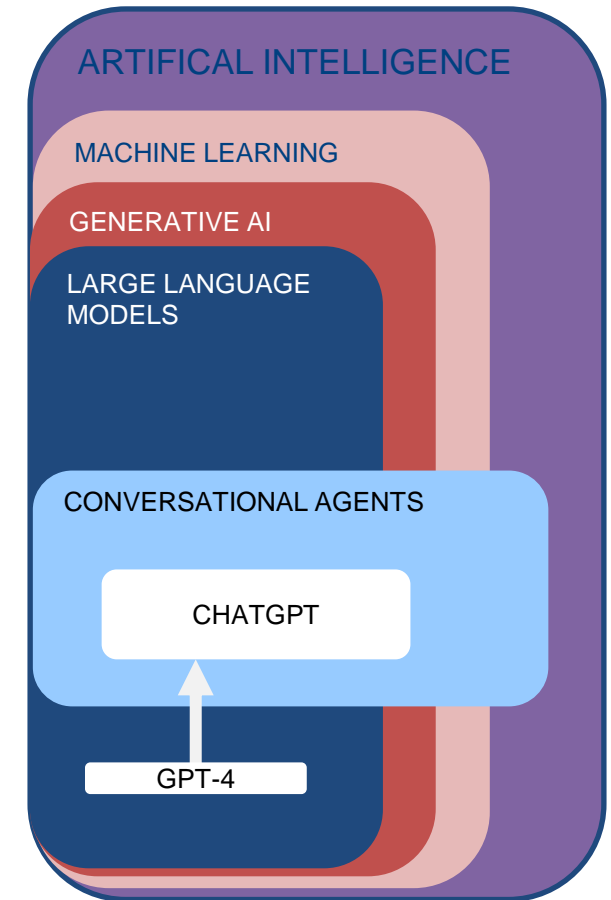 ARTIFICAL INTELLIGENCE
MACHINE LEARNING
GENERATIVE AI
LARGE LANGUAGE
MODELS
CONVERSATIONAL AGENTS
CHATGPT
GPT-4